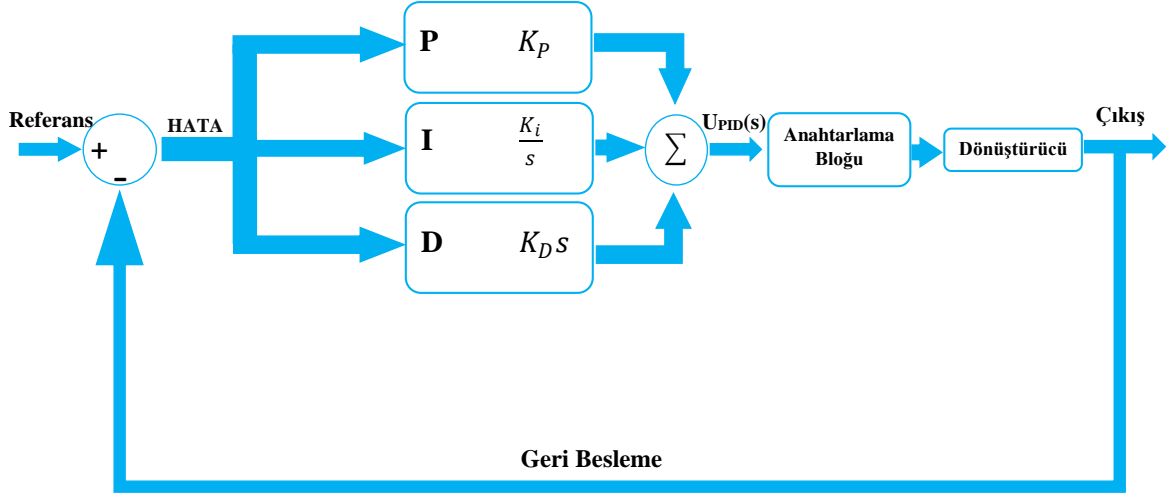 Referans
+
-
HATA
P K_P
I K_i/s
D K_D s
∑
U_PID(s)
Anahtarlama
Bloğu
Dönüştürücü
Çıkış
Geri Besleme